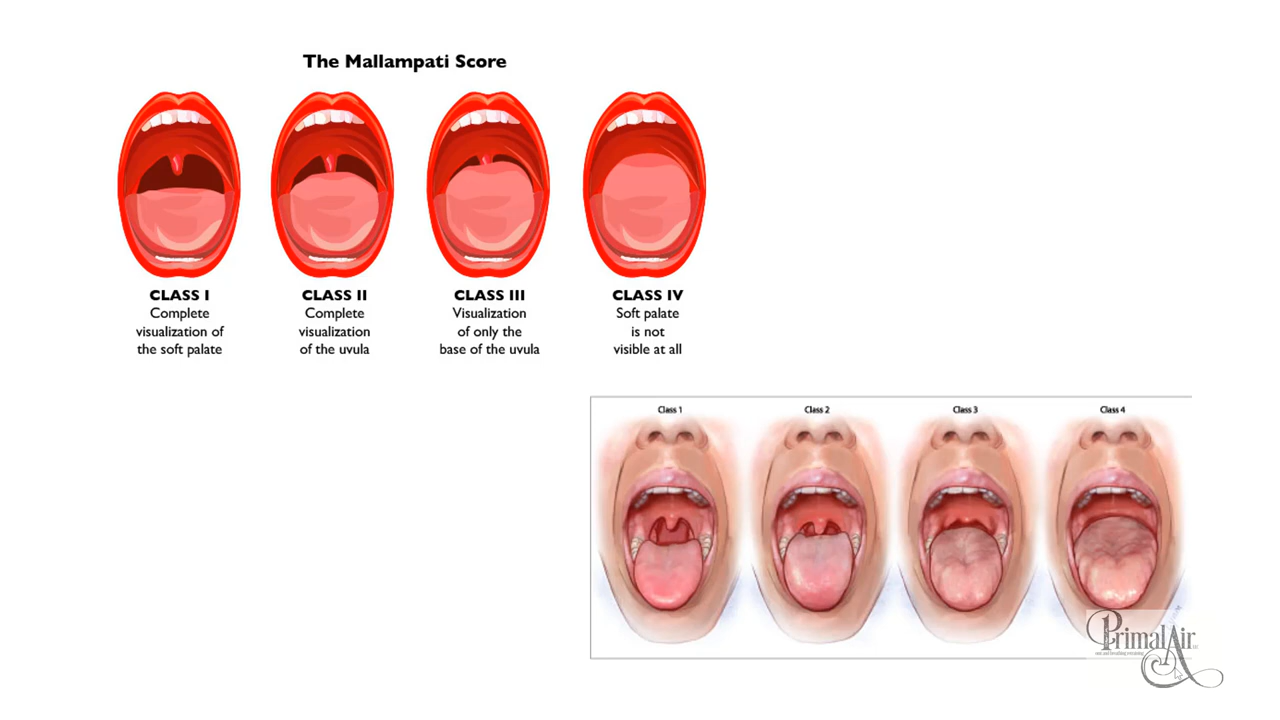 The Mallampati Score
CLASS I
Complete
visualization of
the soft palate
CLASS II
Complete
visualization
of the uvula
CLASS III
Visualization
of only the
base of the uvula
CLASS IV
Soft palate
is not
visible at all
Class 1
Class 2
Class 3
Class 4
PrimalAir